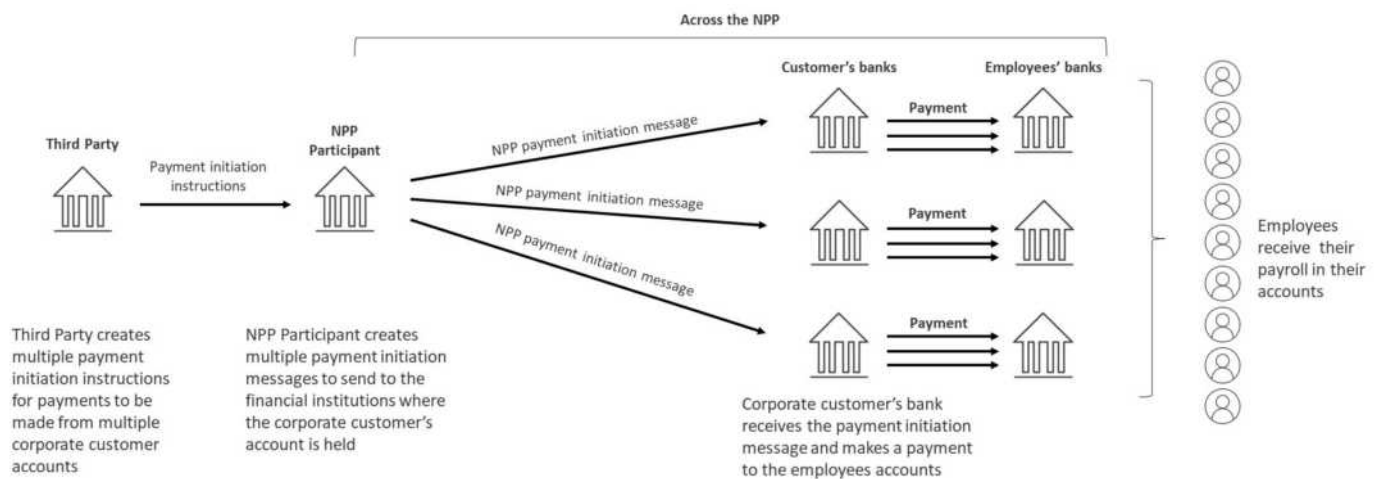 Across the NPP
Customer's banks
Employees' banks
Third Party
NPP
Participant
Payment initiation
instructions
NPP payment initiation message
NPP payment initiation message
NPP payment initiation message
Payment
Payment
Payment
Employees
receive their
payroll in their
accounts
Third Party creates
multiple payment
initiation instructions
for payments to be
made from multiple
corporate customer
accounts
NPP Participant creates
multiple payment initiation
messages to send to the
financial institutions where
the corporate customer's
account is held
Corporate customer's bank
receives the payment initiation
message and makes a payment
to the employees accounts